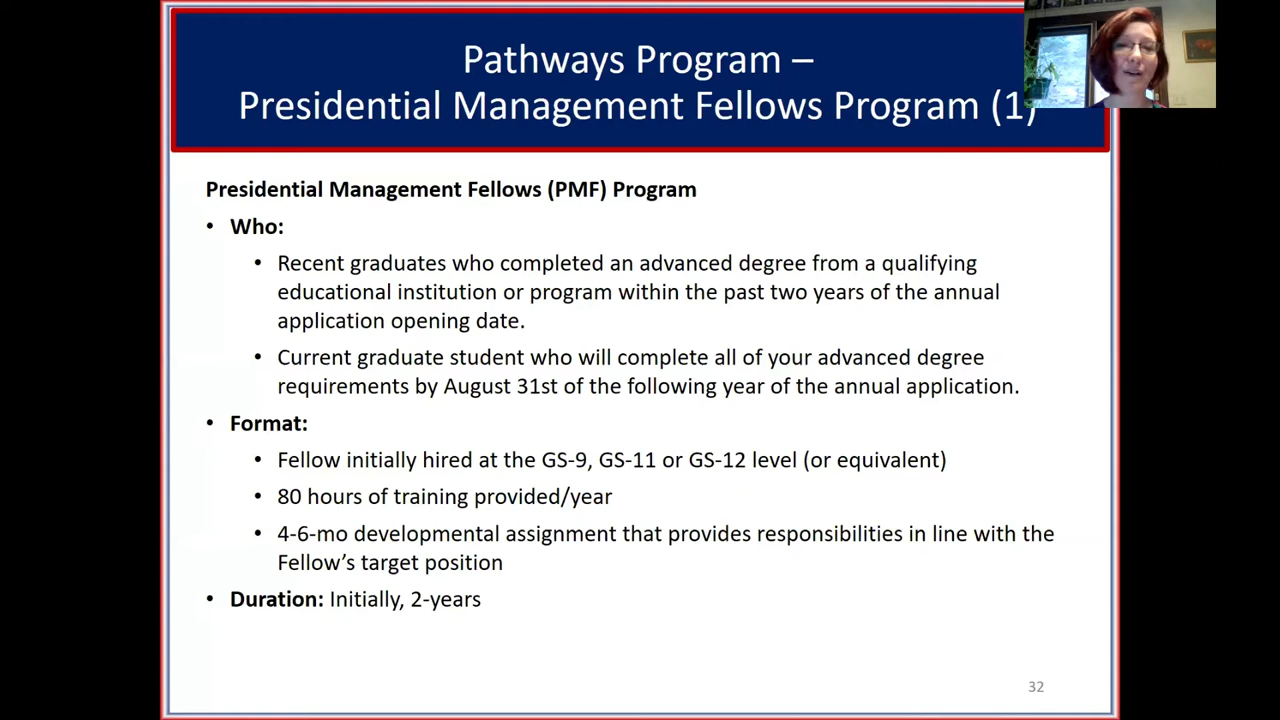 Pathways Program –
Presidential Management Fellows Program (1)
Presidential Management Fellows (PMF) Program
• Who:
• Recent graduates who completed an advanced degree from a qualifying
educational institution or program within the past two years of the annual
application opening date.
• Current graduate student who will complete all of your advanced degree
requirements by August 31st of the following year of the annual application.
• Format:
• Fellow initially hired at the GS-9, GS-11 or GS-12 level (or equivalent)
• 80 hours of training provided/year
• 4-6-mo developmental assignment that provides responsibilities in line with the
Fellow’s target position
• Duration: Initially, 2-years
32